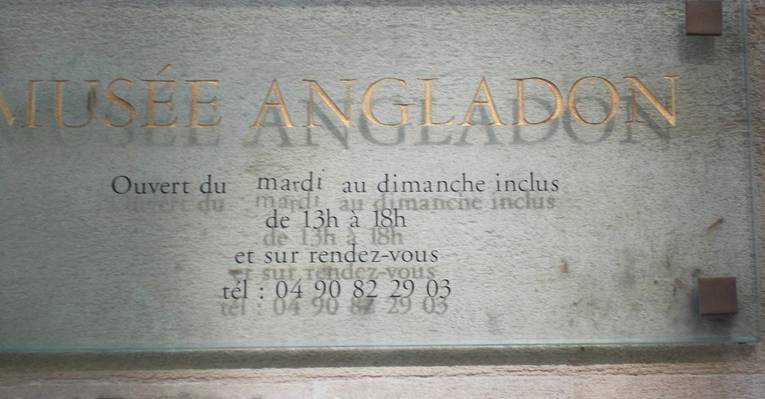 MUSÉE ANGLADON
Ouvert du mardi au dimanche inclus
de 13h à 18h
et sur rendez-vous
tél : 04 90 82 29 03